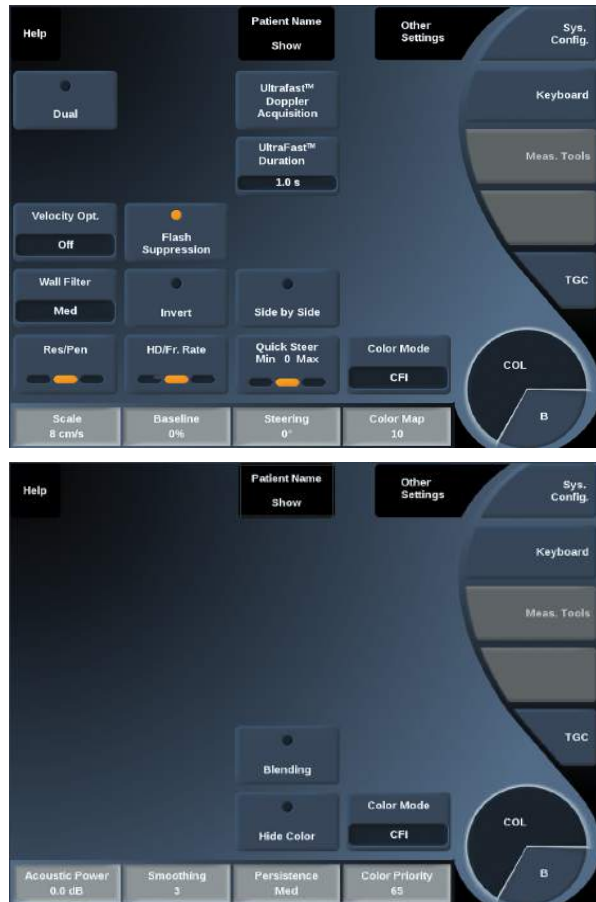 Help
Patient Name
Show
Other
Settings
Sys.
Config.
Dual
Ultrafast™
Doppler
Acquisition
Keyboard
UltraFast™
Duration
1.0 s
Meas. Tools
Velocity Opt.
Off
Flash
Suppression
TGC
Wall Filter
Med
Invert
Side by Side
Res/Pen
HD/Fr. Rate
Quick Steer
Min 0 Max
Color Mode
CFI
COL
B
Scale
8 cm/s
Baseline
0%
Steering
0°
Color Map
10
Help
Patient Name
Show
Other
Settings
Sys.
Config.
Keyboard
Meas. Tools
TGC
Blending
Hide Color
Color Mode
CFI
COL
B
Acoustic Power
0.0 dB
Smoothing
3
Persistence
Med
Color Priority
65